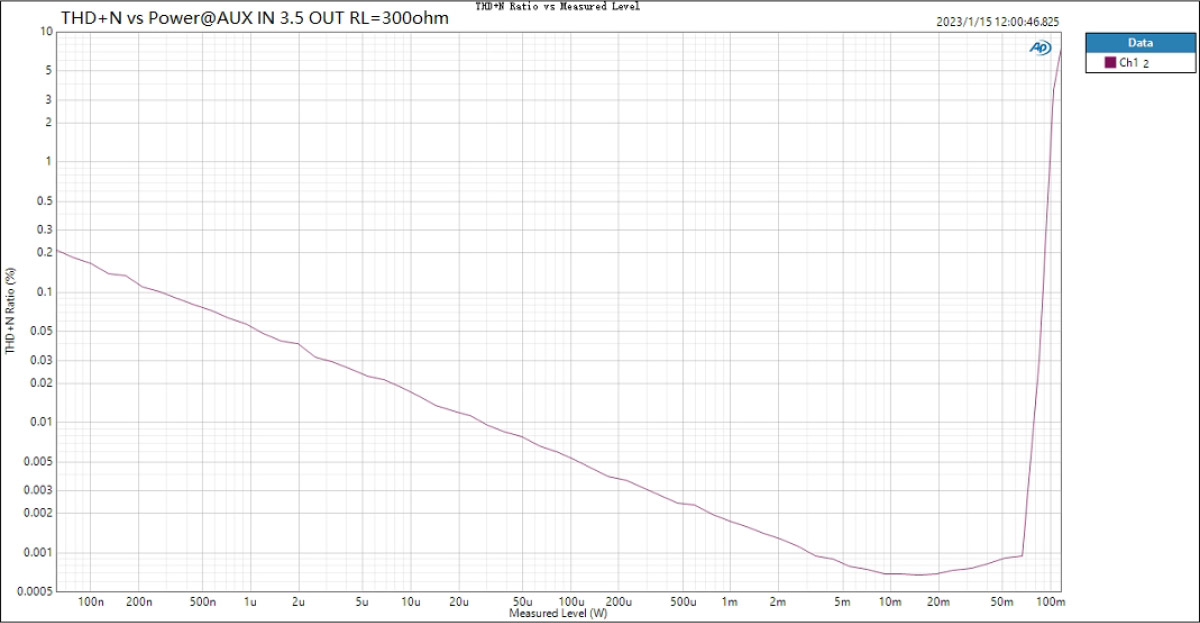 THD+N Ratio vs Measured Level
THD+N vs Power@AUX IN 3.5 OUT RL=300ohm
2023/1/15 12:00:46.825
AP
Data
Ch1 2
THD+N Ratio (%)
10
5
3
2
1
0.5
0.3
0.2
0.1
0.05
0.03
0.02
0.01
0.005
0.003
0.002
0.001
0.0005
100n 200n 500n 1u 2u 5u 10u 20u 50u 100u 200u 500u 1m 2m 5m 10m 20m 50m 100m
Measured Level (W)